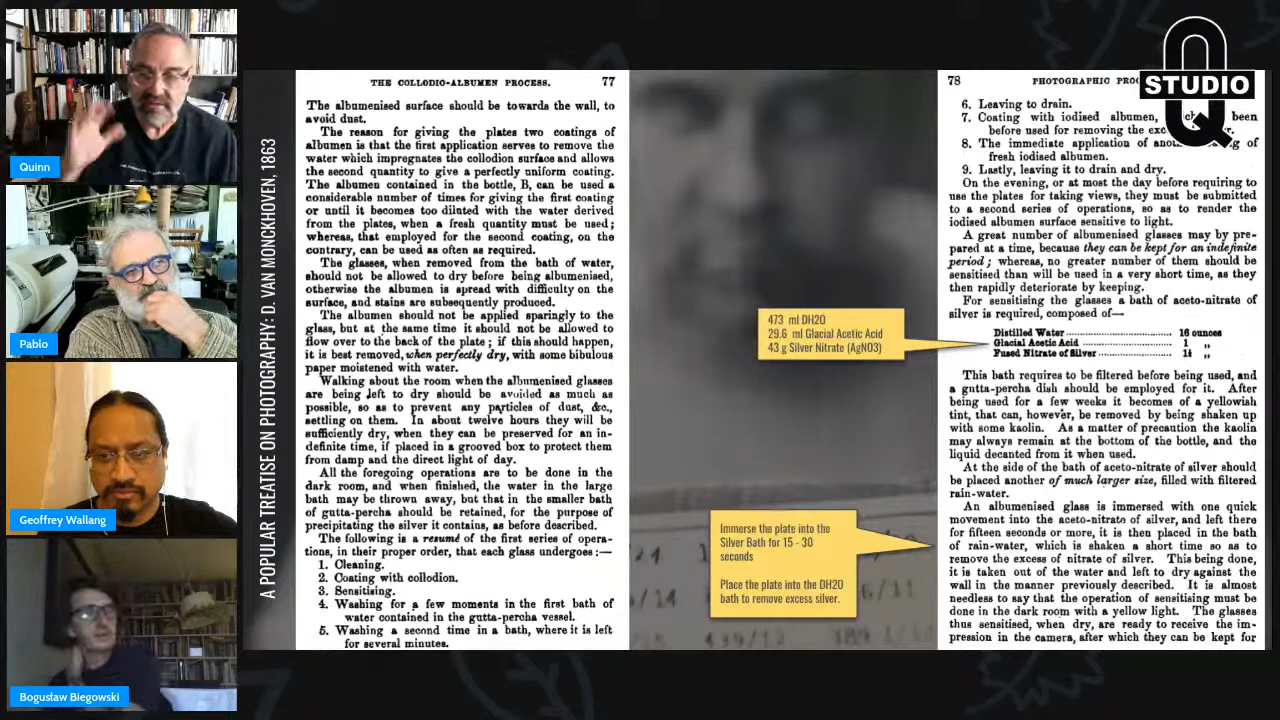 Quinn
Pablo
Geoffrey Wallang
Bogusław Biegowski
STUDIO
Q
A POPULAR TREATISE ON PHOTOGRAPHY: D. VAN MONCKHOVEN, 1863
THE COLLODIO-ALBUMEN PROCESS. 77
The albumenised surface should be towards the wall, to
avoid dust.
The reason for giving the plates two coatings of
albumen is that the first application serves to remove the
water which impregnates the collodion surface and allows
the second quantity to give a perfectly uniform coating.
The albumen contained in the bottle, B, can be used a
considerable number of times for giving the first coating
or until it becomes too diluted with the water derived
from the plates, when a fresh quantity must be used;
whereas, that employed for the second coating, on the
contrary, can be used as often as required.
The glasses, when removed from the bath of water,
should not be allowed to dry before being albumenised,
otherwise the albumen is spread with difficulty on the
surface, and stains are subsequently produced.
The albumen should not be applied sparingly to the
glass, but at the same time it should not be allowed to
flow over to the back of the plate; if this should happen,
it is best removed, when perfectly dry, with some bibulous
paper moistened with water.
Walking about the room when the albumenised glasses
are being left to dry should be avoided as much as
possible, so as to prevent any particles of dust, &c.,
settling on them. In about twelve hours they will be
sufficiently dry, when they can be preserved for an in-
definite time, if placed in a grooved box to protect them
from damp and the direct light of day.
All the foregoing operations are to be done in the
dark room, and when finished, the water in the large
bath may be thrown away, but that in the smaller bath
of gutta-percha should be retained, for the purpose of
precipitating the silver it contains, as before described.
The following is a resumé of the first series of opera-
tions, in their proper order, that each glass undergoes:—
1. Cleaning.
2. Coating with collodion.
3. Sensitising.
4. Washing for a few moments in the first bath of
water contained in the gutta-percha vessel.
5. Washing a second time in a bath, where it is left
for several minutes.
473 ml DH2O
29.6 ml Glacial Acetic Acid
43 g Silver Nitrate (AgNO3)
Immerse the plate into the
Silver Bath for 15 - 30
seconds
Place the plate into the DH2O
bath to remove excess silver.
78 PHOTOGRAPHIC
6. Leaving to drain.
7. Coating with iodised albumen, been
before used for removing the
8. The immediate application of of
fresh iodised albumen.
9. Lastly, leaving it to drain and dry.
On the evening, or at most the day before requiring to
use the plates for taking views, they must be submitted
to a second series of operations, so as to render the
iodised albumen surface sensitive to light.
A great number of albumenised glasses may by pre-
pared at a time, because they can be kept for an indefinite
period; whereas, no greater number of them should be
sensitised than will be used in a very short time, as they
then rapidly deteriorate by keeping.
For sensitising the glasses a bath of aceto-nitrate of
silver is required, composed of—
Distilled Water 16 ounces
Glacial Acetic Acid 1 „
Fused Nitrate of Silver 1½ „
This bath requires to be filtered before being used, and
a gutta-percha dish should be employed for it. After
being used for a few weeks it becomes of a yellowish
tint, that can, however, be removed by being shaken up
with some kaolin. As a matter of precaution the kaolin
may always remain at the bottom of the bottle, and the
liquid decanted from it when used.
At the side of the bath of aceto-nitrate of silver should
be placed another of much larger size, filled with filtered
rain-water.
An albumenised glass is immersed with one quick
movement into the aceto-nitrate of silver, and left there
for fifteen seconds or more, it is then placed in the bath
of rain-water, which is shaken a short time so as to
remove the excess of nitrate of silver. This being done,
it is taken out of the water and left to dry against the
wall in the manner previously described. It is almost
needless to say that the operation of sensitising must be
done in the dark room with a yellow light. The glasses
thus sensitised, when dry, are ready to receive the im-
pression in the camera, after which they can be kept for